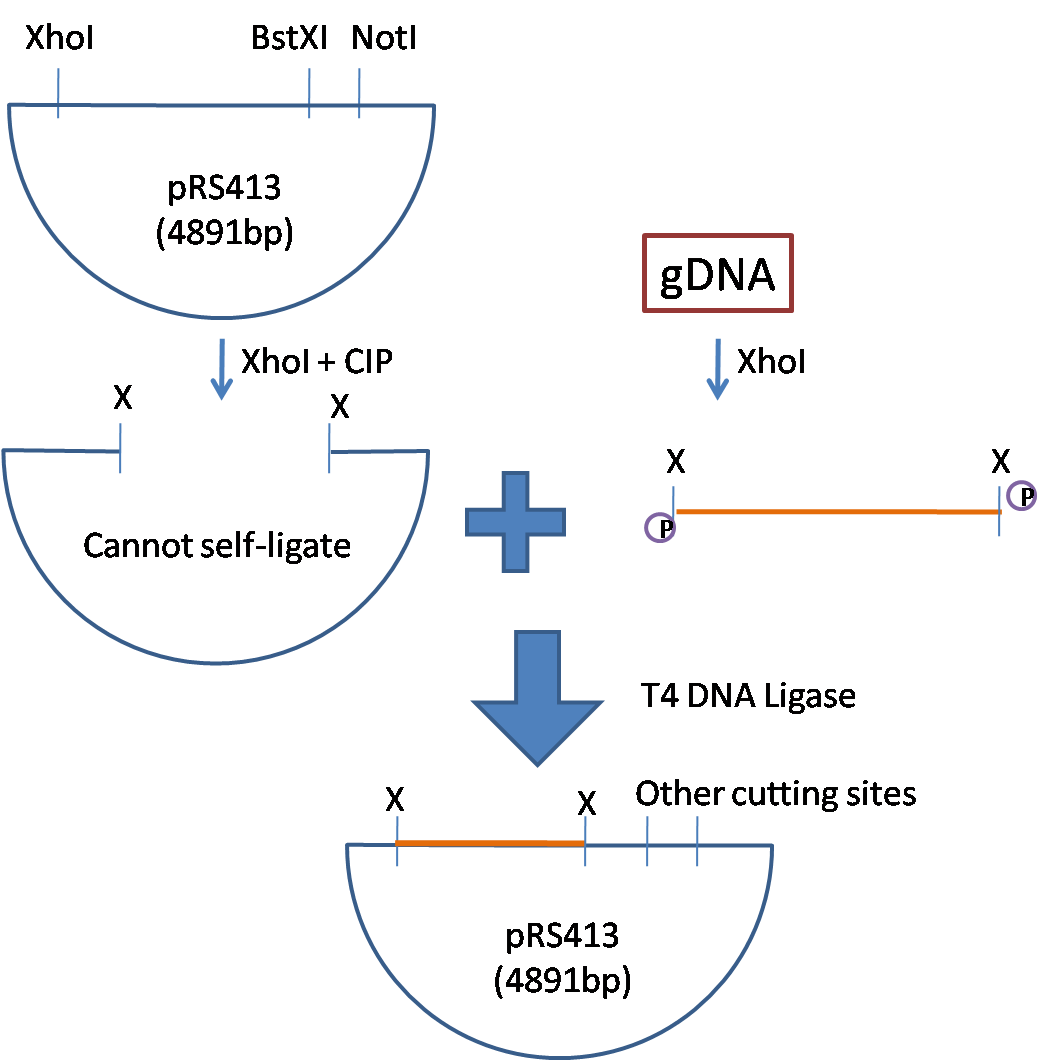 XhoI
BstXI
NotI
pRS413
(4891bp)
gDNA
XhoI + CIP
XhoI
X
X
Cannot self-ligate
X
X
P
P
T4 DNA Ligase
X
X
Other cutting sites
pRS413
(4891bp)